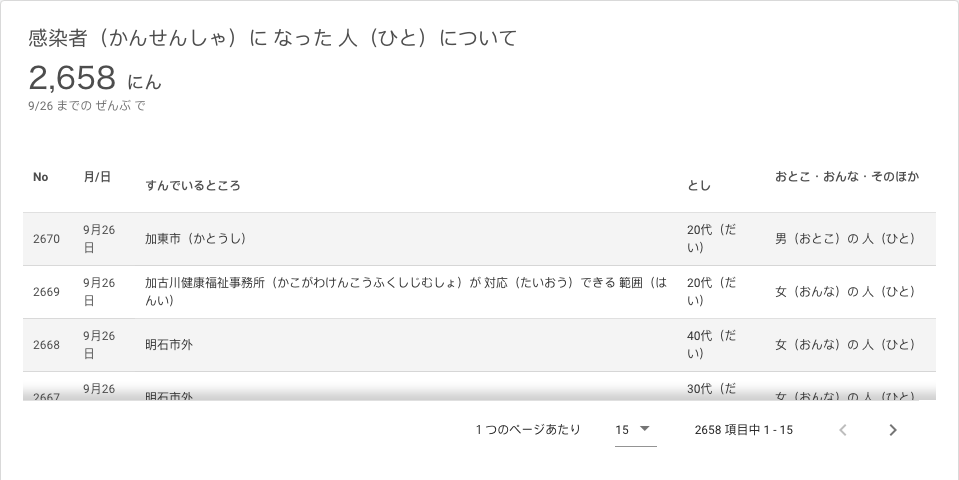 感染者（かんせんしゃ）に なった 人（ひと）について
2,658 にん
9/26 までの ぜんぶ で
No 月/日 すんでいるところ とし おとこ・おんな・そのほか
2670 9月26日 加東市（かとうし） 20代（だい） 男（おとこ）の 人（ひと）
2669 9月26日 加古川健康福祉事務所（かこがわけんこうふくしじむしょ）が 対応（たいおう）できる 範囲（はんい） 20代（だい） 女（おんな）の 人（ひと）
2668 9月26日 明石市外 40代（だい） 女（おんな）の 人（ひと）
2667 9月26 明石市外 30代（だ 女（おんな）の 人（ひと）
1 つのページあたり 15 2658 項目中 1 - 15